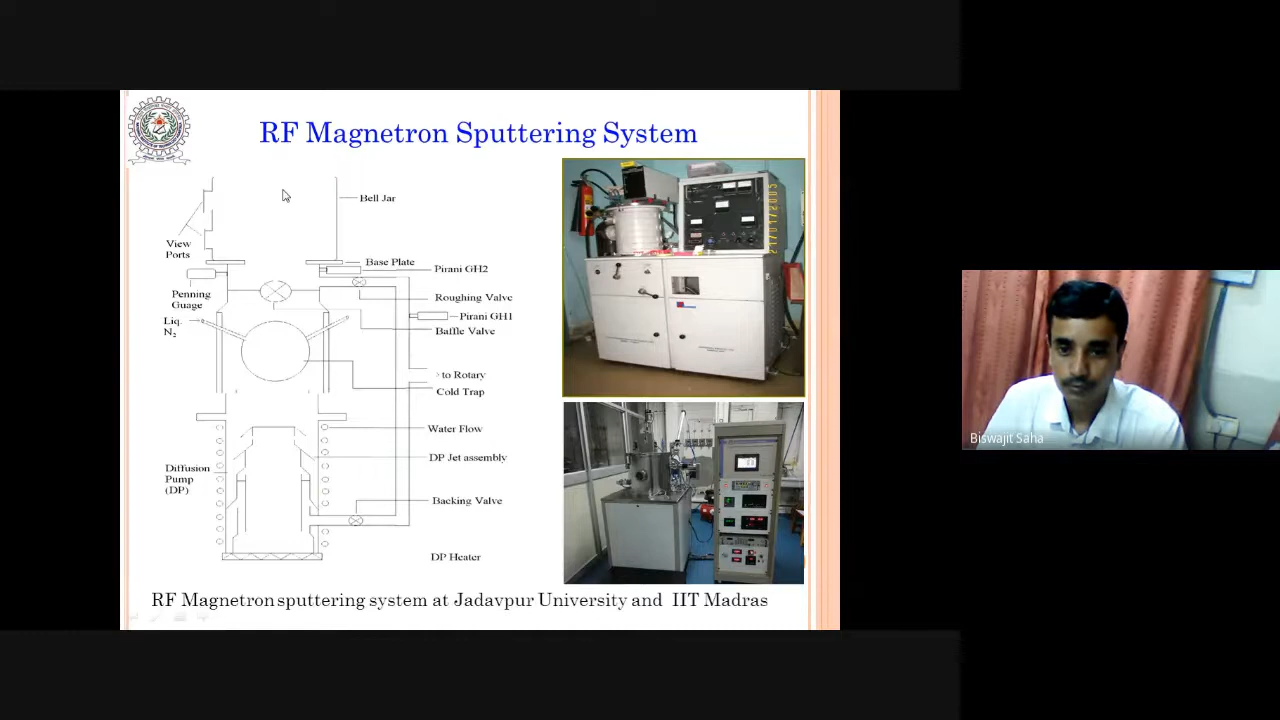 RF Magnetron Sputtering System
Bell Jar
View
Ports
Base Plate
Pirani GH2
Penning
Guage
Roughing Valve
Liq.
N2
Pirani GH1
Baffle Valve
to Rotary
Cold Trap
Water Flow
DP Jet assembly
Diffusion
Pump
(DP)
Backing Valve
DP Heater
RF Magnetron sputtering system at Jadavpur University and IIT Madras
Biswajit Saha